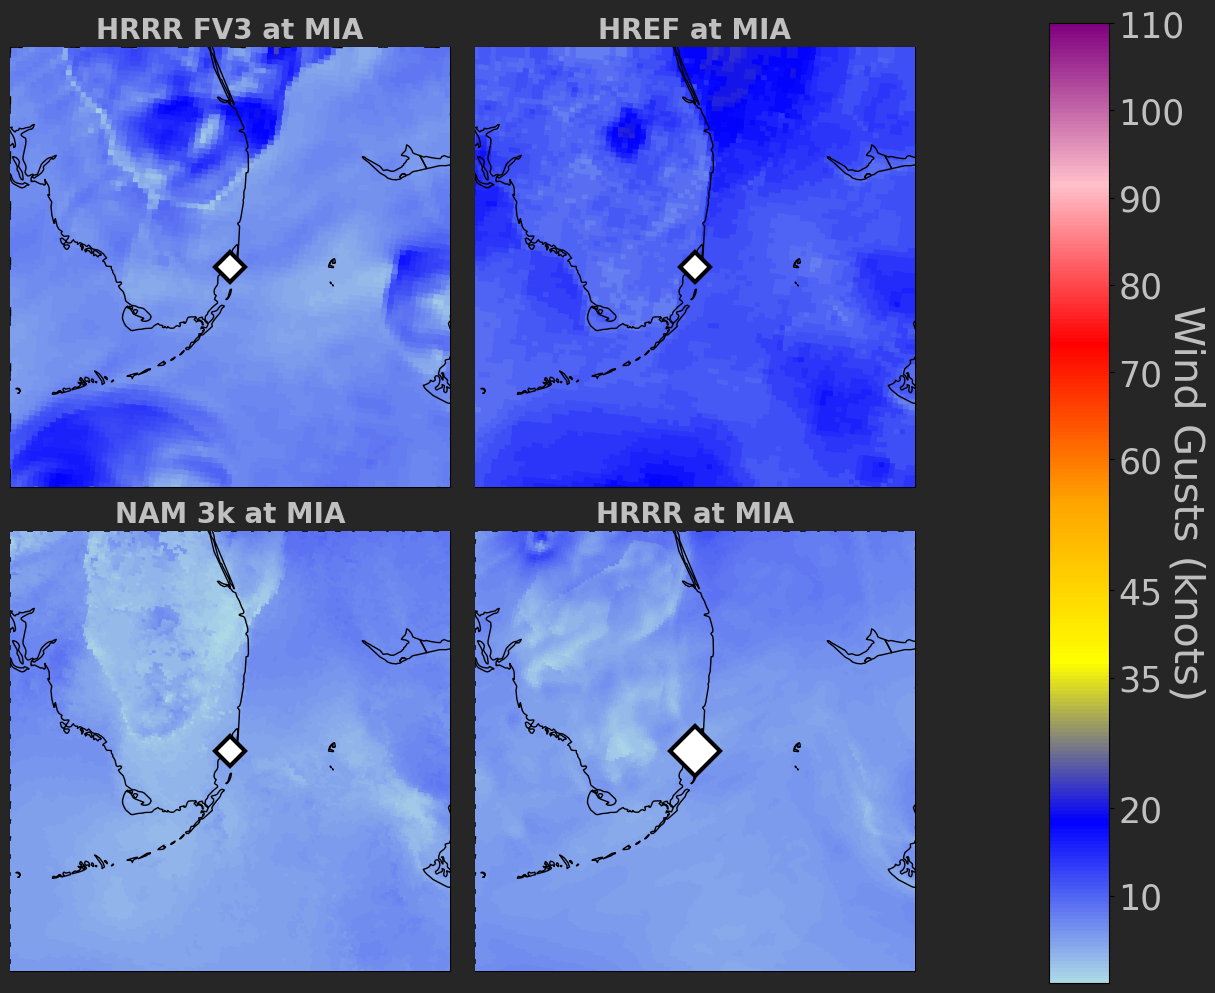 HRRR FV3 at MIA
HREF at MIA
NAM 3k at MIA
HRRR at MIA
110
100
90
80
70
60
45
35
20
10
Wind Gusts (knots)